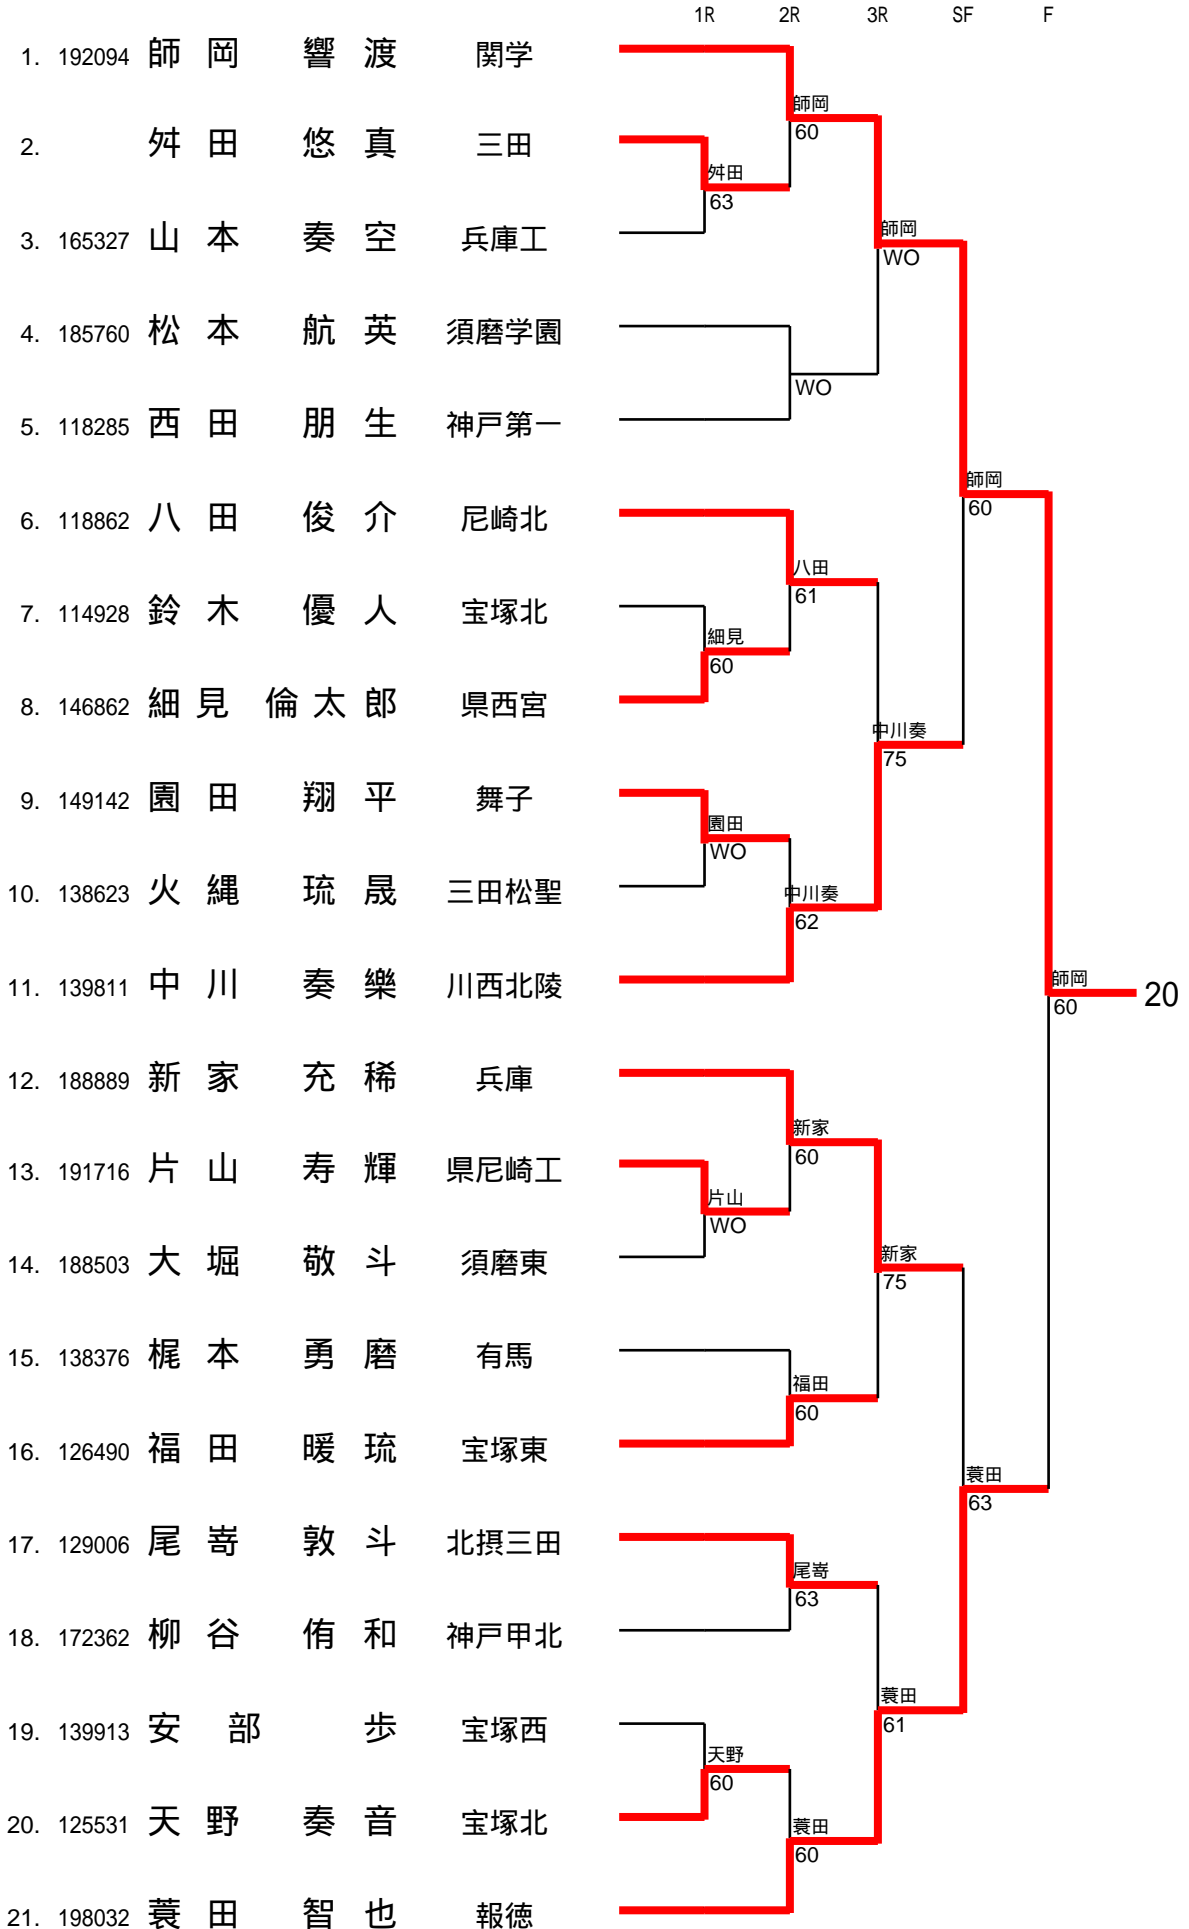 1R 2R 3R SF F
1. 192094 師岡 響渡 関学
師岡
60
2. 舛田 悠真 三田
舛田
63
3. 165327 山本 奏空 兵庫工
師岡
WO
4. 185760 松本 航英 須磨学園
WO
5. 118285 西田 朋生 神戸第一
師岡
60
6. 118862 八田 俊介 尼崎北
八田
61
7. 114928 鈴木 優人 宝塚北
細見
60
8. 146862 細見 倫太郎 県西宮
中川奏
75
9. 149142 園田 翔平 舞子
園田
WO
10. 138623 火縄 琉晟 三田松聖
中川奏
62
11. 139811 中川 奏樂 川西北陵
師岡
60
20
12. 188889 新家 充稀 兵庫
新家
60
13. 191716 片山 寿輝 県尼崎工
片山
WO
14. 188503 大堀 敬斗 須磨東
新家
75
15. 138376 梶本 勇磨 有馬
福田
60
16. 126490 福田 暖琉 宝塚東
蓑田
63
17. 129006 尾嵜 敦斗 北摂三田
尾嵜
63
18. 172362 柳谷 侑和 神戸甲北
蓑田
61
19. 139913 安部 歩 宝塚西
天野
60
20. 125531 天野 奏音 宝塚北
蓑田
60
21. 198032 蓑田 智也 報徳